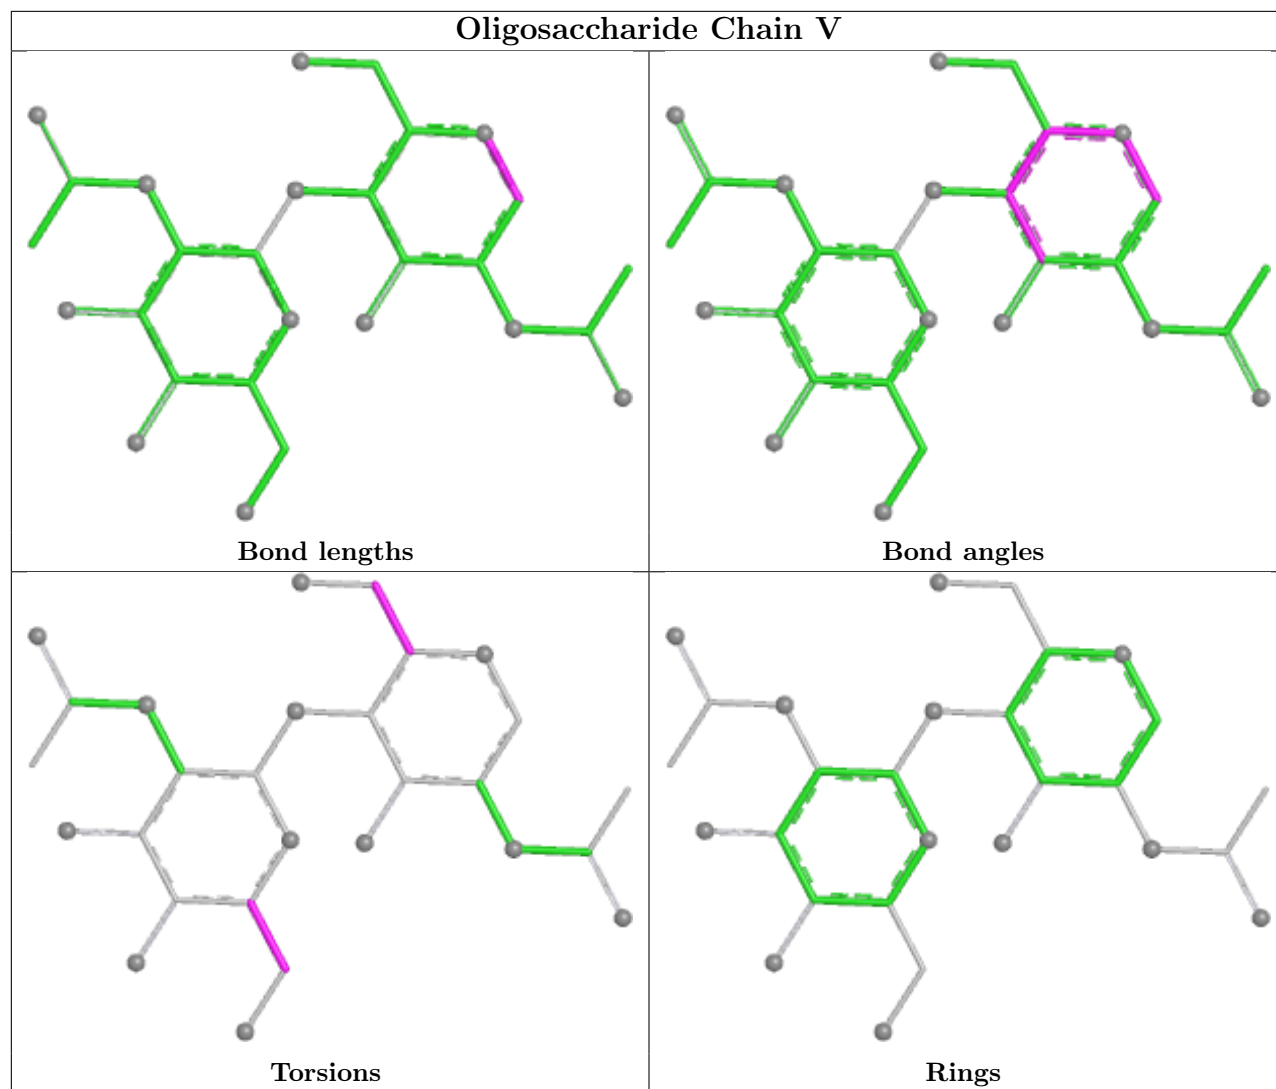 Oligosaccharide Chain V
Bond lengths
Bond angles
Torsions
Rings